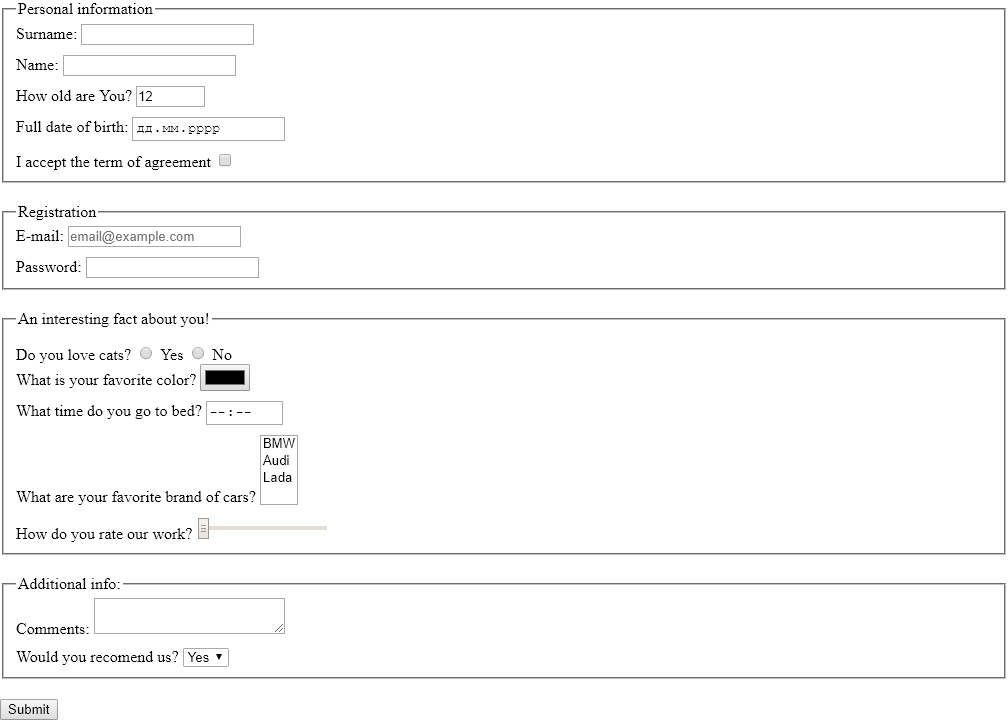 Personal information
Surname:
Name:
How old are You? 12
Full date of birth: дд.мм.рррр
I accept the term of agreement
Registration
E-mail: email@example.com
Password:
An interesting fact about you!
Do you love cats? Yes No
What is your favorite color?
What time do you go to bed? --:--
BMW
Audi
Lada
What are your favorite brand of cars?
How do you rate our work?
Additional info:
Comments:
Would you recomend us? Yes
Submit